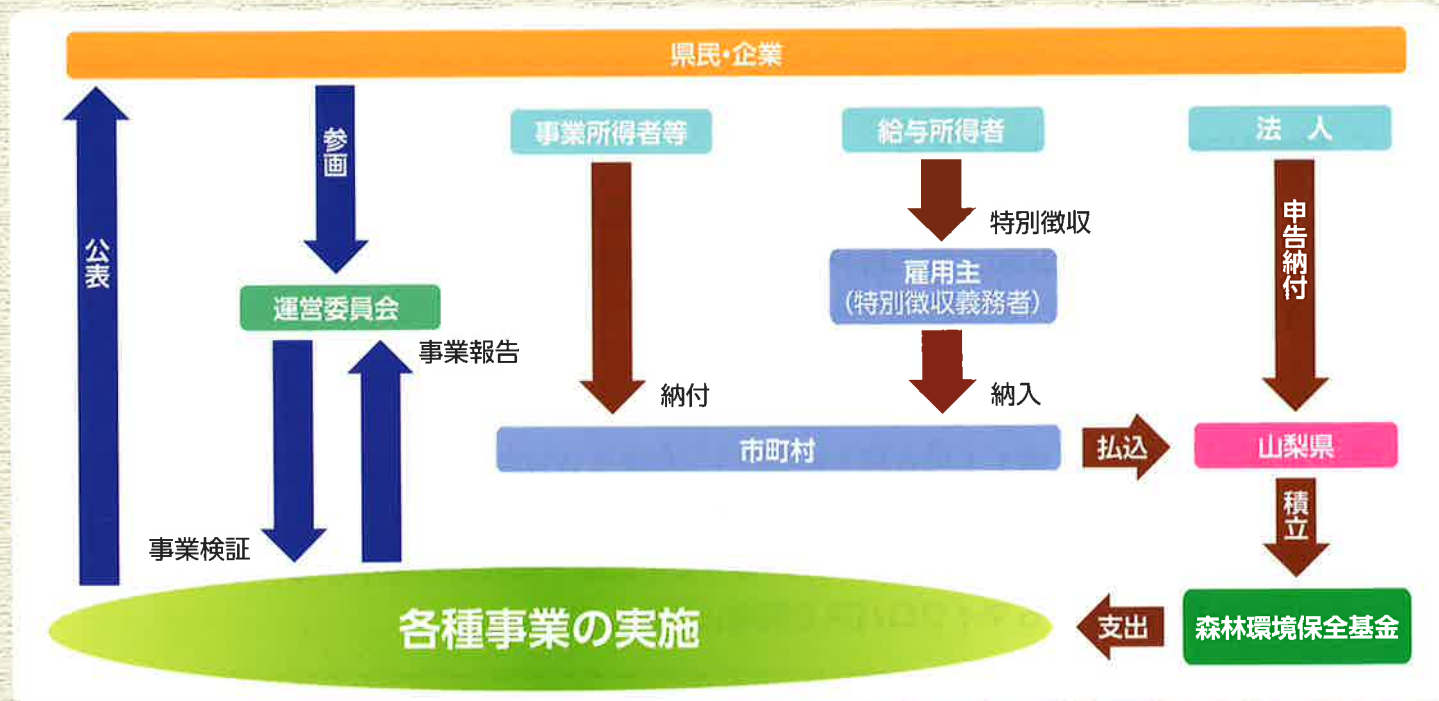 県民・企業
参画
公表
事業所得者等
給与所得者
法　人
特別徴収
申告納付
雇用主
(特別徴収義務者)
運営委員会
事業報告
納付
納入
市町村
払込
山梨県
積立
事業検証
各種事業の実施
支出
森林環境保全基金